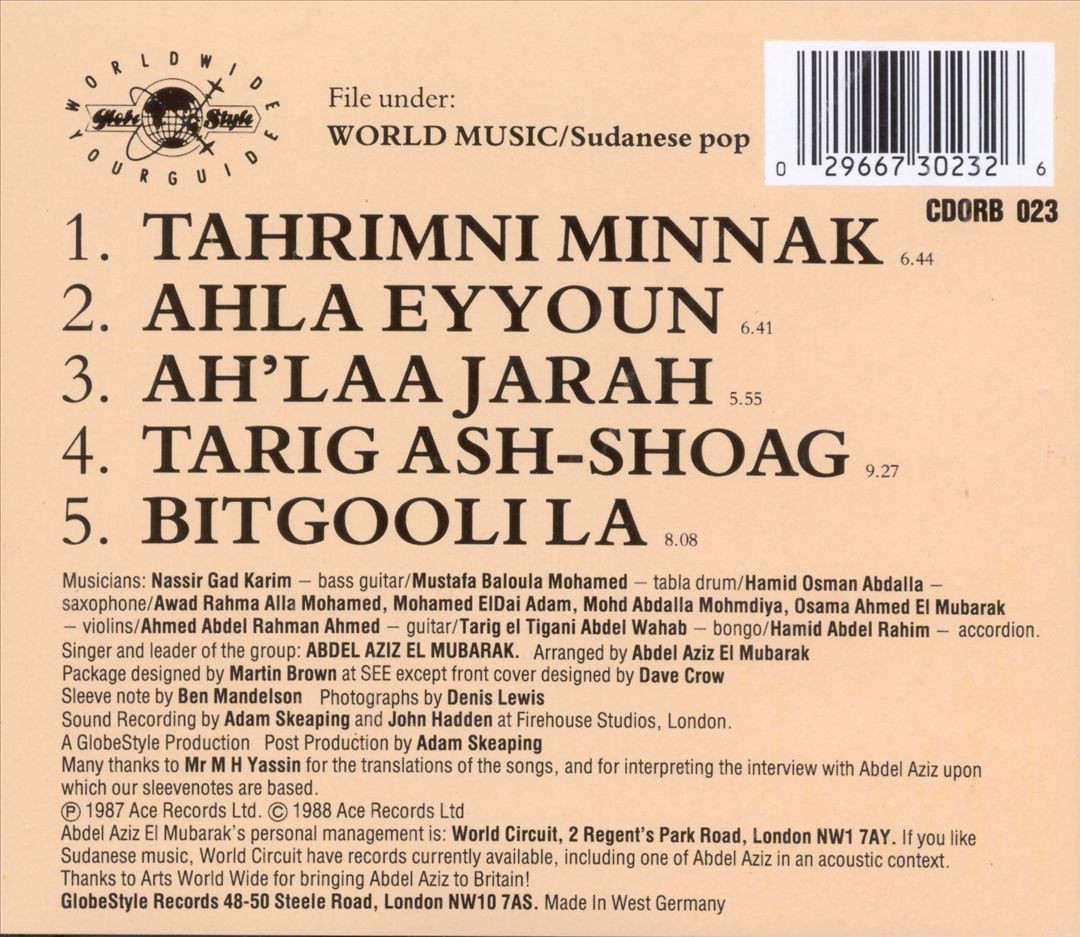 WORLDWIDE
Globe Style
YOUR GUIDE
File under:
WORLD MUSIC/Sudanese pop
0 29667 30232 6
CDORB 023
1. TAHRIMNI MINNAK 6.44
2. AHLA EYYOUN 6.41
3. AH'LAA JARAH 5.55
4. TARIG ASH-SHOAG 9.27
5. BITGOOLI LA 8.08
Musicians: Nassir Gad Karim – bass guitar/Mustafa Baloula Mohamed – tabla drum/Hamid Osman Abdalla –
saxophone/Awad Rahma Alla Mohamed, Mohamed ElDai Adam, Mohd Abdalla Mohmdiya, Osama Ahmed El Mubarak
– violins/Ahmed Abdel Rahman Ahmed – guitar/Tarig el Tigani Abdel Wahab – bongo/Hamid Abdel Rahim – accordion.
Singer and leader of the group: ABDEL AZIZ EL MUBARAK. Arranged by Abdel Aziz El Mubarak
Package designed by Martin Brown at SEE except front cover designed by Dave Crow
Sleeve note by Ben Mandelson Photographs by Denis Lewis
Sound Recording by Adam Skeaping and John Hadden at Firehouse Studios, London.
A GlobeStyle Production Post Production by Adam Skeaping
Many thanks to Mr M H Yassin for the translations of the songs, and for interpreting the interview with Abdel Aziz upon
which our sleevenotes are based.
℗ 1987 Ace Records Ltd. © 1988 Ace Records Ltd
Abdel Aziz El Mubarak's personal management is: World Circuit, 2 Regent's Park Road, London NW1 7AY. If you like
Sudanese music, World Circuit have records currently available, including one of Abdel Aziz in an acoustic context.
Thanks to Arts World Wide for bringing Abdel Aziz to Britain!
GlobeStyle Records 48-50 Steele Road, London NW10 7AS. Made In West Germany